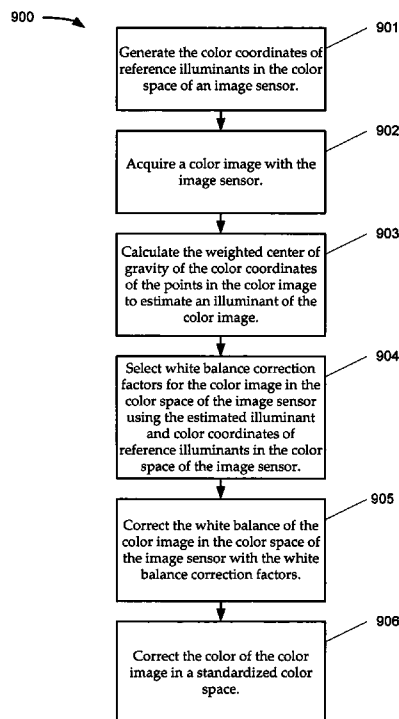 900
901
Generate the color coordinates of
reference illuminants in the color
space of an image sensor.
902
Acquire a color image with the
image sensor.
903
Calculate the weighted center of
gravity of the color coordinates
of the points in the color image
to estimate an illuminant of the
color image.
904
Select white balance correction
factors for the color image in the
color space of the image sensor
using the estimated illuminant
and color coordinates of
reference illuminants in the color
space of the image sensor.
905
Correct the white balance of the
color image in the color space of
the image sensor with the white
balance correction factors.
906
Correct the color of the color
image in a standardized color
space.